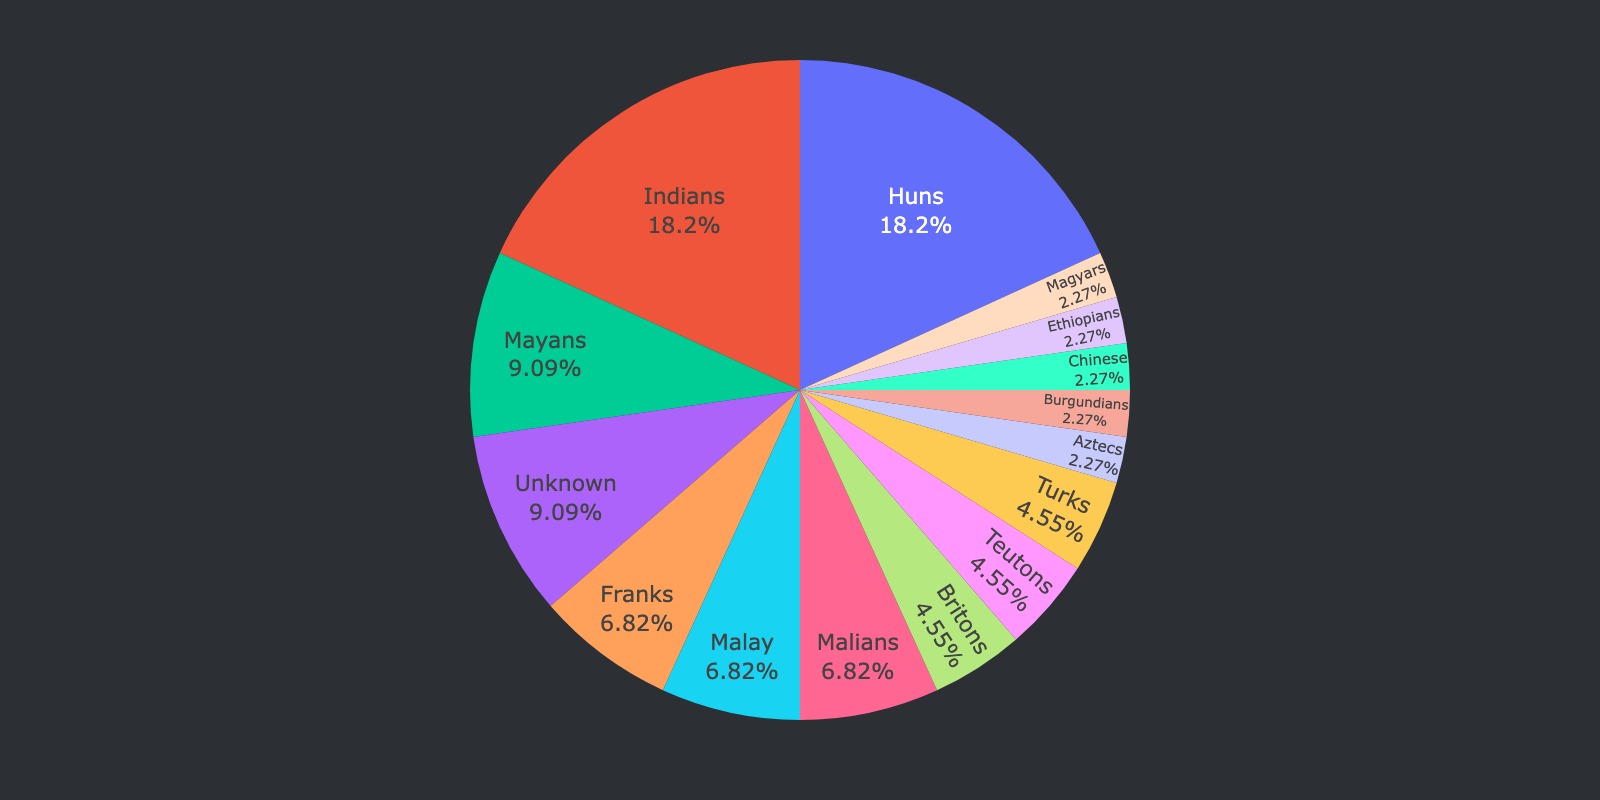 Huns
18.2%
Indians
18.2%
Mayans
9.09%
Unknown
9.09%
Franks
6.82%
Malay
6.82%
Malians
6.82%
Britons
4.55%
Teutons
4.55%
Turks
4.55%
Aztecs
2.27%
Burgundians
2.27%
Chinese
2.27%
Ethiopians
2.27%
Magyars
2.27%